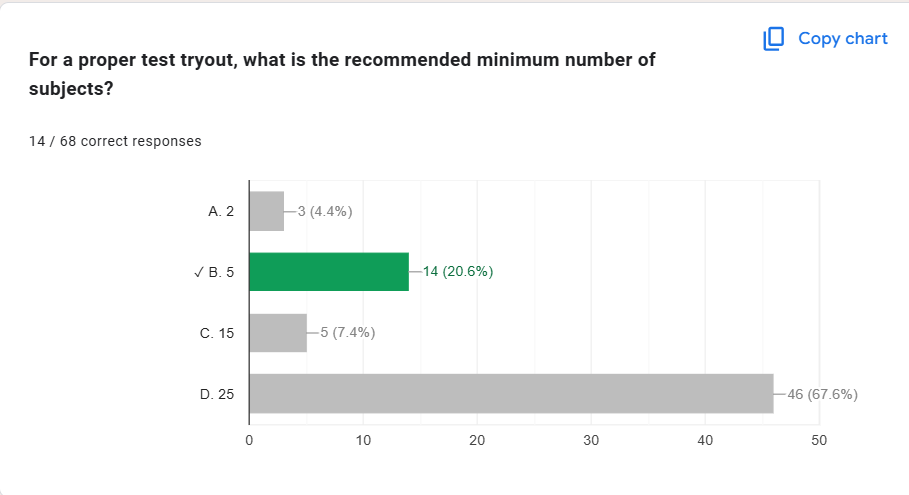 Copy chart
For a proper test tryout, what is the recommended minimum number of
subjects?
14 / 68 correct responses
A. 2
3 (4.4%)
✓ B. 5
14 (20.6%)
C. 15
5 (7.4%)
D. 25
46 (67.6%)
0 10 20 30 40 50